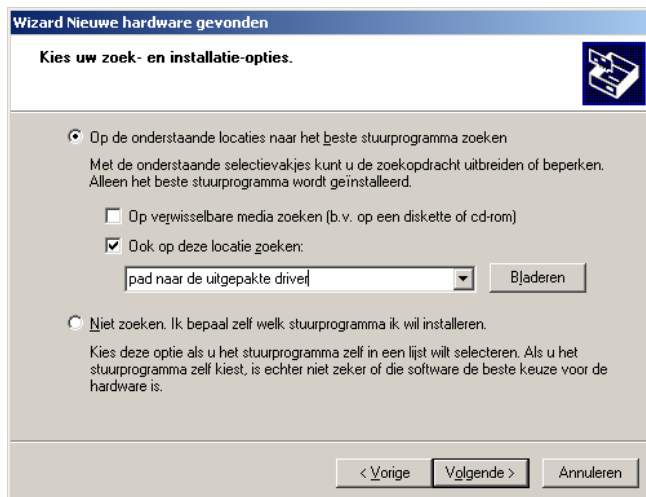 Wizard Nieuwe hardware gevonden
Kies uw zoek- en installatie-opties.
Op de onderstaande locaties naar het beste stuurprogramma zoeken
Met de onderstaande selectievakjes kunt u de zoekopdracht uitbreiden of beperken.
Alleen het beste stuurprogramma wordt geïnstalleerd.
Op verwisselbare media zoeken (b.v. op een diskette of cd-rom)
Ook op deze locatie zoeken:
pad naar de uitgepakte driver
Bladeren
Niet zoeken. Ik bepaal zelf welk stuurprogramma ik wil installeren.
Kies deze optie als u het stuurprogramma zelf in een lijst wilt selecteren. Als u het
stuurprogramma zelf kiest, is echter niet zeker of die software de beste keuze voor de
hardware is.
< Vorige
Volgende >
Annuleren